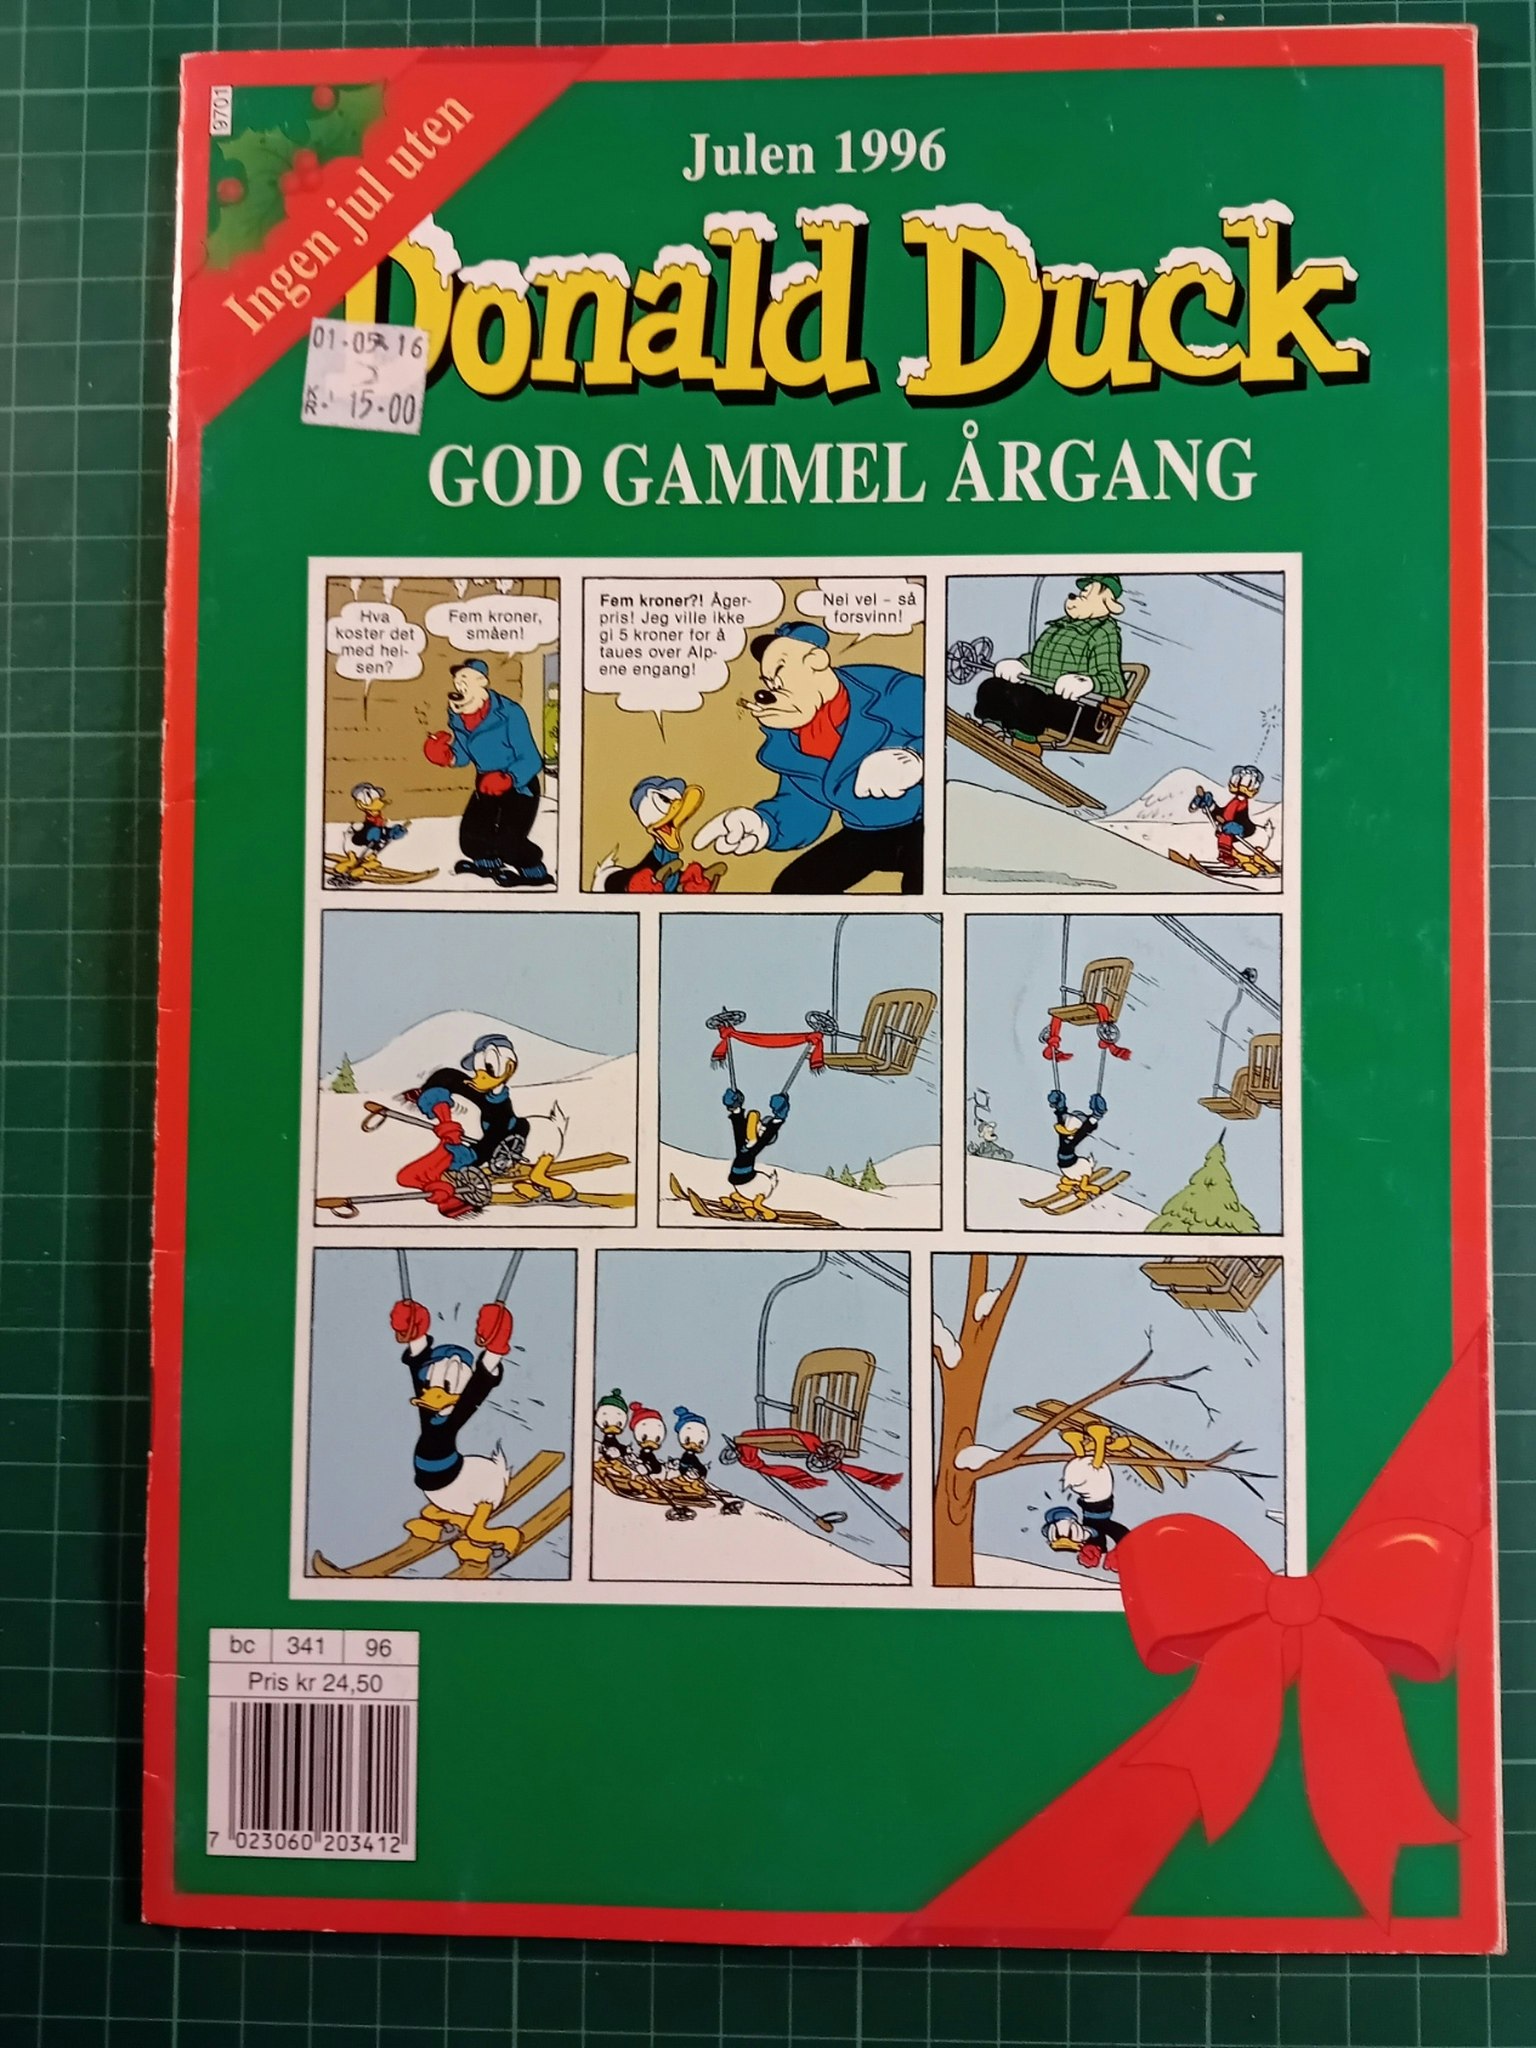 9701
Ingen jul uten
Julen 1996
Donald Duck
01-05-16
KR. 15-00
GOD GAMMEL ÅRGANG
Hva
koster det
med hei-
sen?
Fem kroner,
småen!
Fem kroner?! Åger-
pris! Jeg ville ikke
gi 5 kroner for å
taues over Alp-
ene engang!
Nei vel – så
forsvinn!
bc 341 96
Pris kr 24,50
7 023060 203412